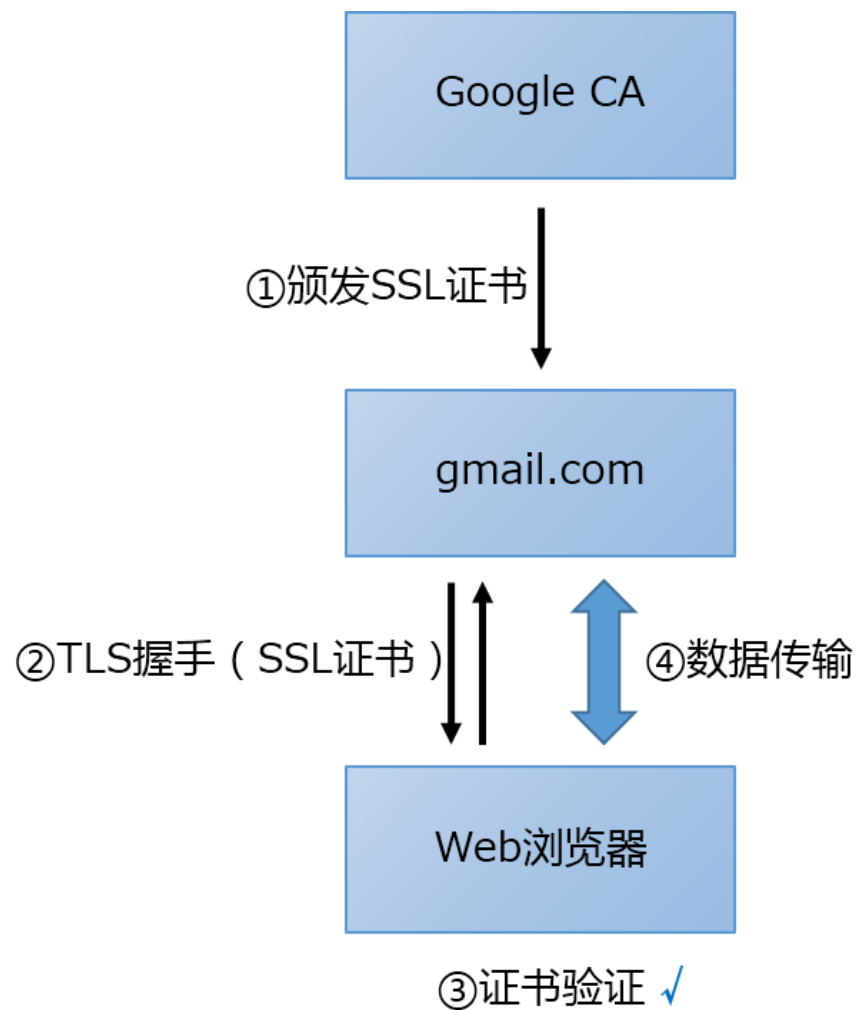 Google CA
①颁发SSL证书
gmail.com
②TLS握手（SSL证书）
④数据传输
Web浏览器
③证书验证 √